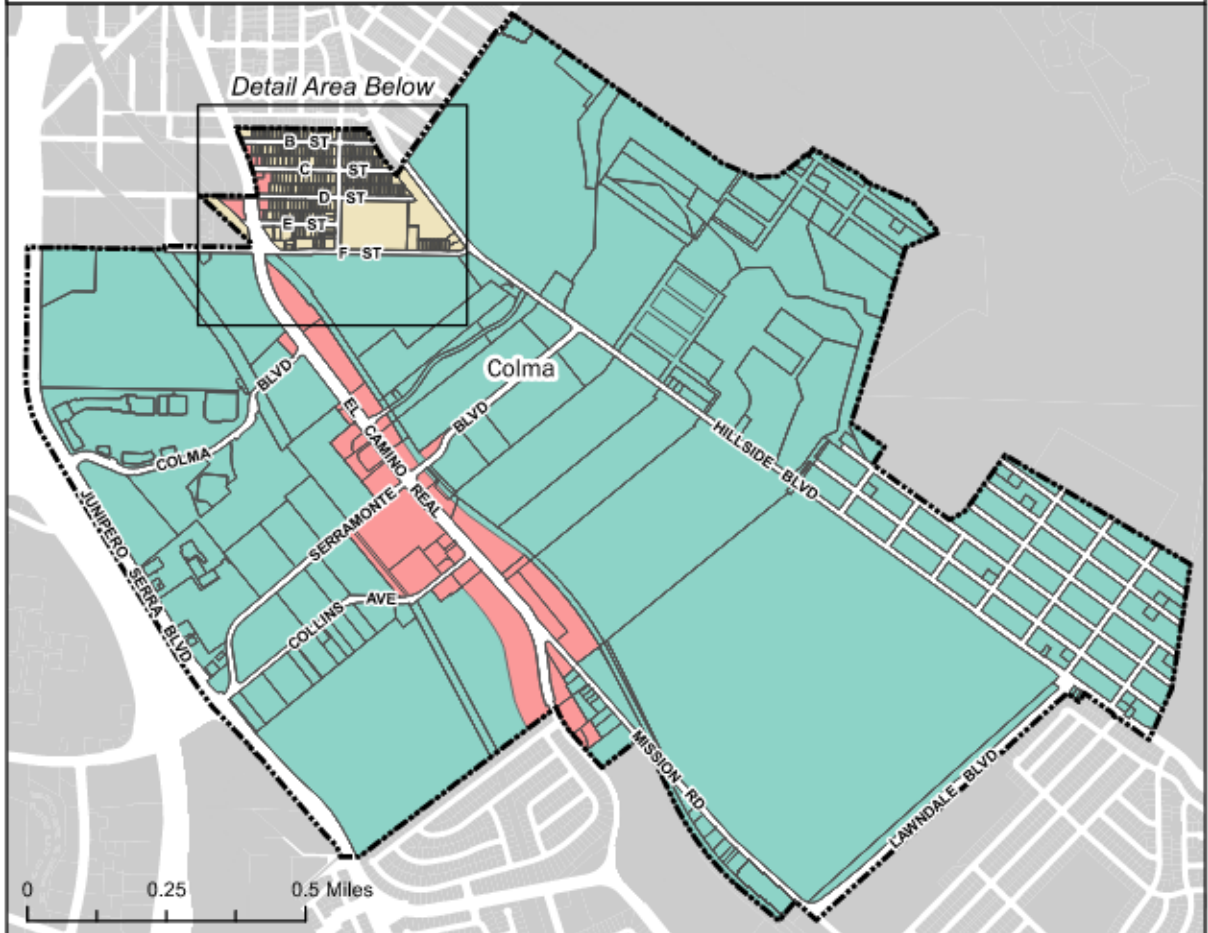 Detail Area Below
B ST
C ST
D ST
E ST
F ST
Colma
COLMA BLVD
EL CAMINO REAL
SERRAMONTE BLVD
HILLSIDE BLVD
JUNIPERO SERRA BLVD
COLLINS AVE
MISSION RD
LAWNDALE BLVD
0 0.25 0.5 Miles